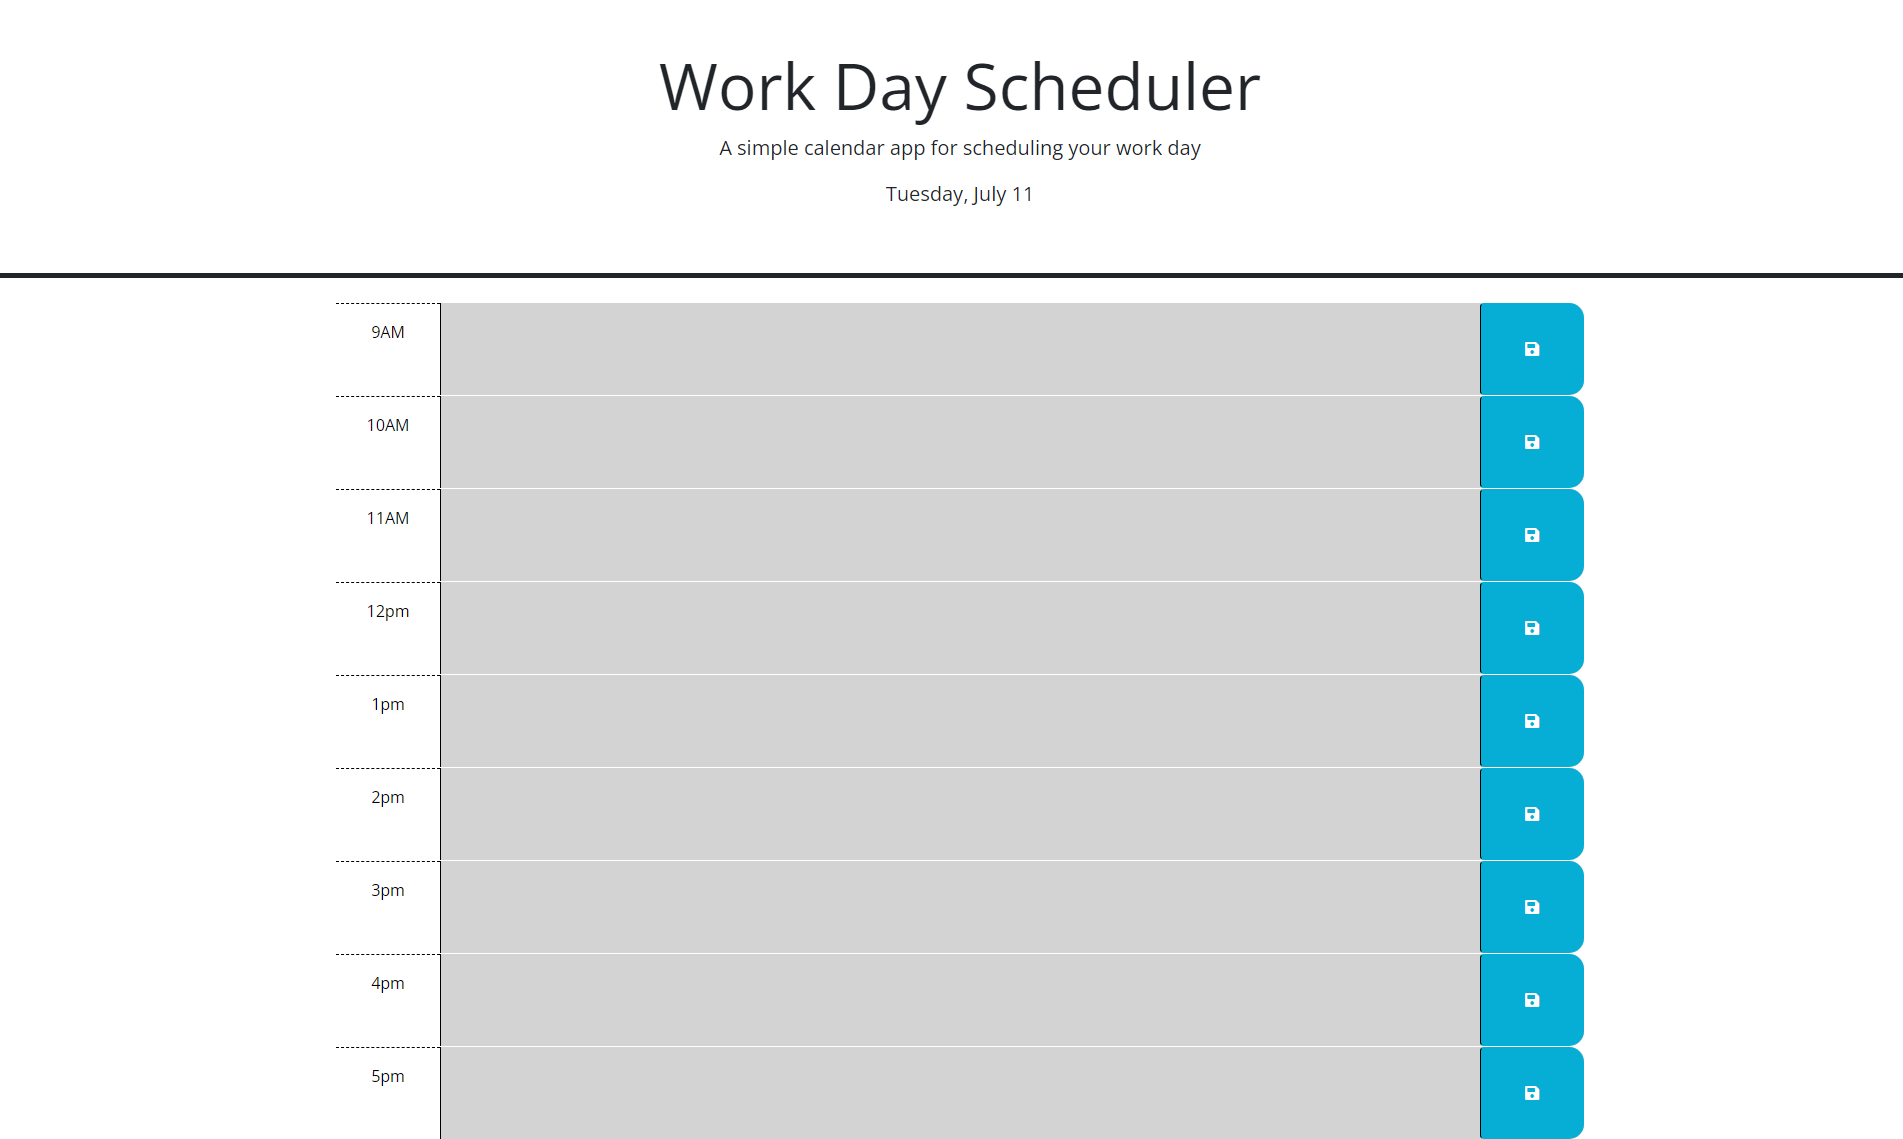 Work Day Scheduler
A simple calendar app for scheduling your work day
Tuesday, July 11
9AM
10AM
11AM
12pm
1pm
2pm
3pm
4pm
5pm